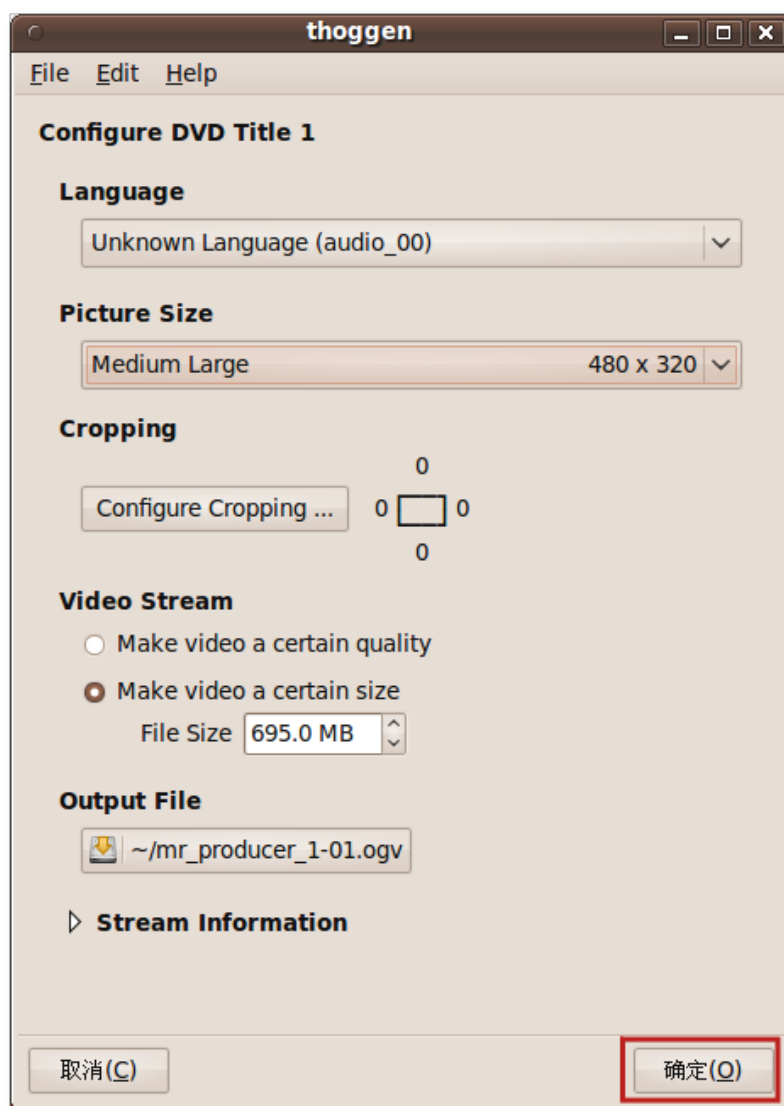 thoggen
File Edit Help
Configure DVD Title 1
Language
Unknown Language (audio_00)
Picture Size
Medium Large 480 x 320
Cropping
0
Configure Cropping ... 0 0
0
Video Stream
Make video a certain quality
Make video a certain size
File Size 695.0 MB
Output File
~/mr_producer_1-01.ogv
Stream Information
取消(C) 确定(O)